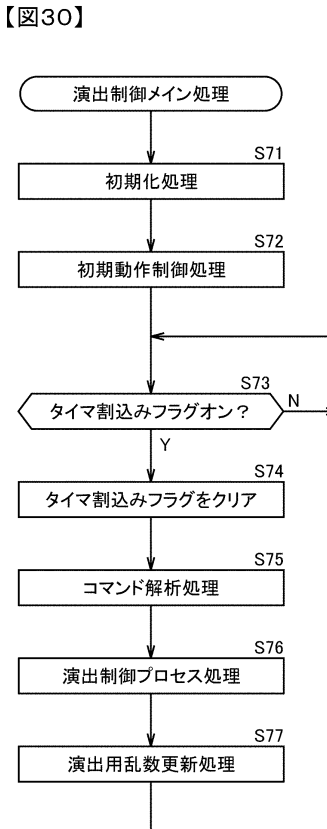 【図30】
演出制御メイン処理
S71
初期化処理
S72
初期動作制御処理
S73
タイマ割込みフラグオン？
N
Y
S74
タイマ割込みフラグをクリア
S75
コマンド解析処理
S76
演出制御プロセス処理
S77
演出用乱数更新処理